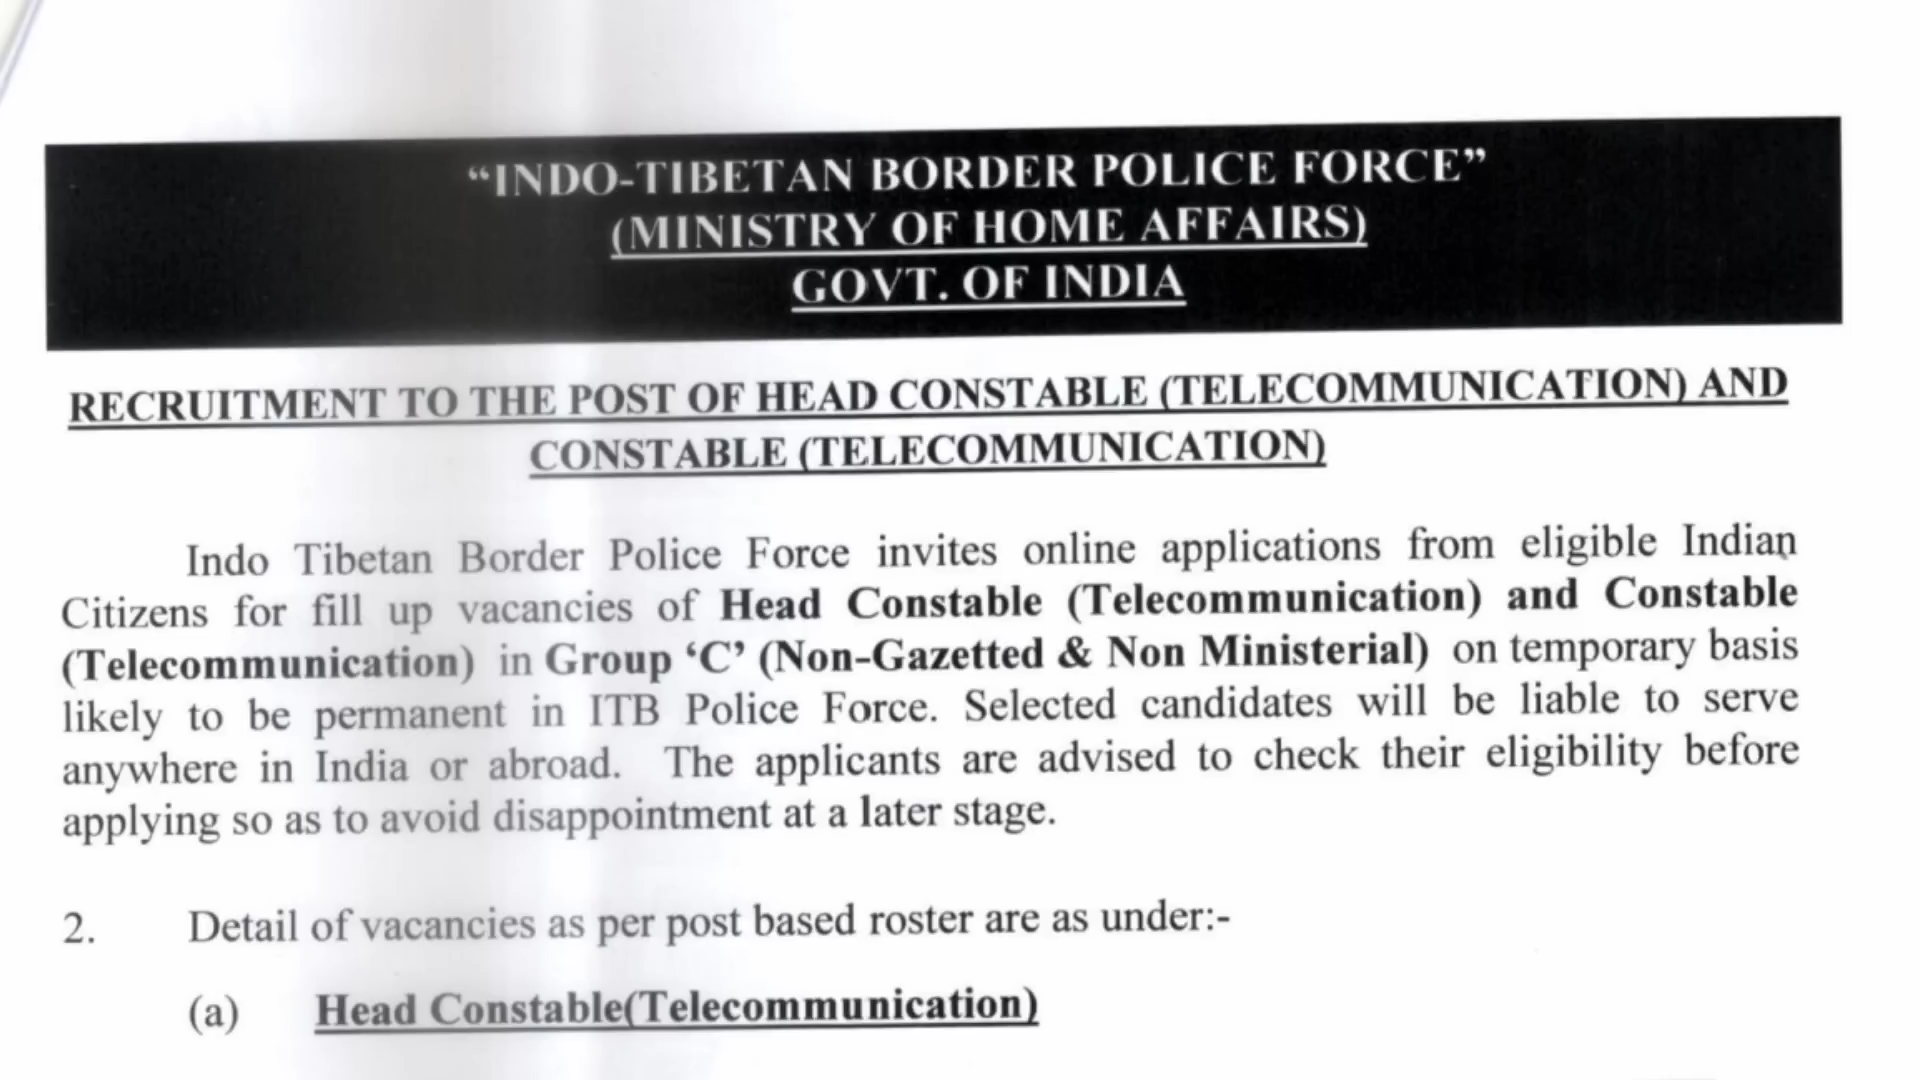 “INDO-TIBETAN BORDER POLICE FORCE”
(MINISTRY OF HOME AFFAIRS)
GOVT. OF INDIA
RECRUITMENT TO THE POST OF HEAD CONSTABLE (TELECOMMUNICATION) AND
CONSTABLE (TELECOMMUNICATION)
Indo Tibetan Border Police Force invites online applications from eligible Indian
Citizens for fill up vacancies of Head Constable (Telecommunication) and Constable
(Telecommunication) in Group ‘C’ (Non-Gazetted & Non Ministerial) on temporary basis
likely to be permanent in ITB Police Force. Selected candidates will be liable to serve
anywhere in India or abroad. The applicants are advised to check their eligibility before
applying so as to avoid disappointment at a later stage.
2. Detail of vacancies as per post based roster are as under:-
(a) Head Constable(Telecommunication)